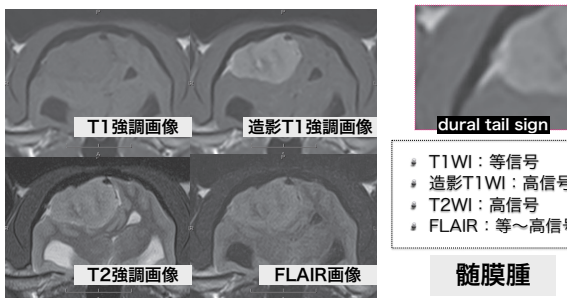 T1強調画像
造影T1強調画像
T2強調画像
FLAIR画像
dural tail sign
T1WI：等信号
造影T1WI：高信号
T2WI：高信号
FLAIR：等〜高信号
髄膜腫